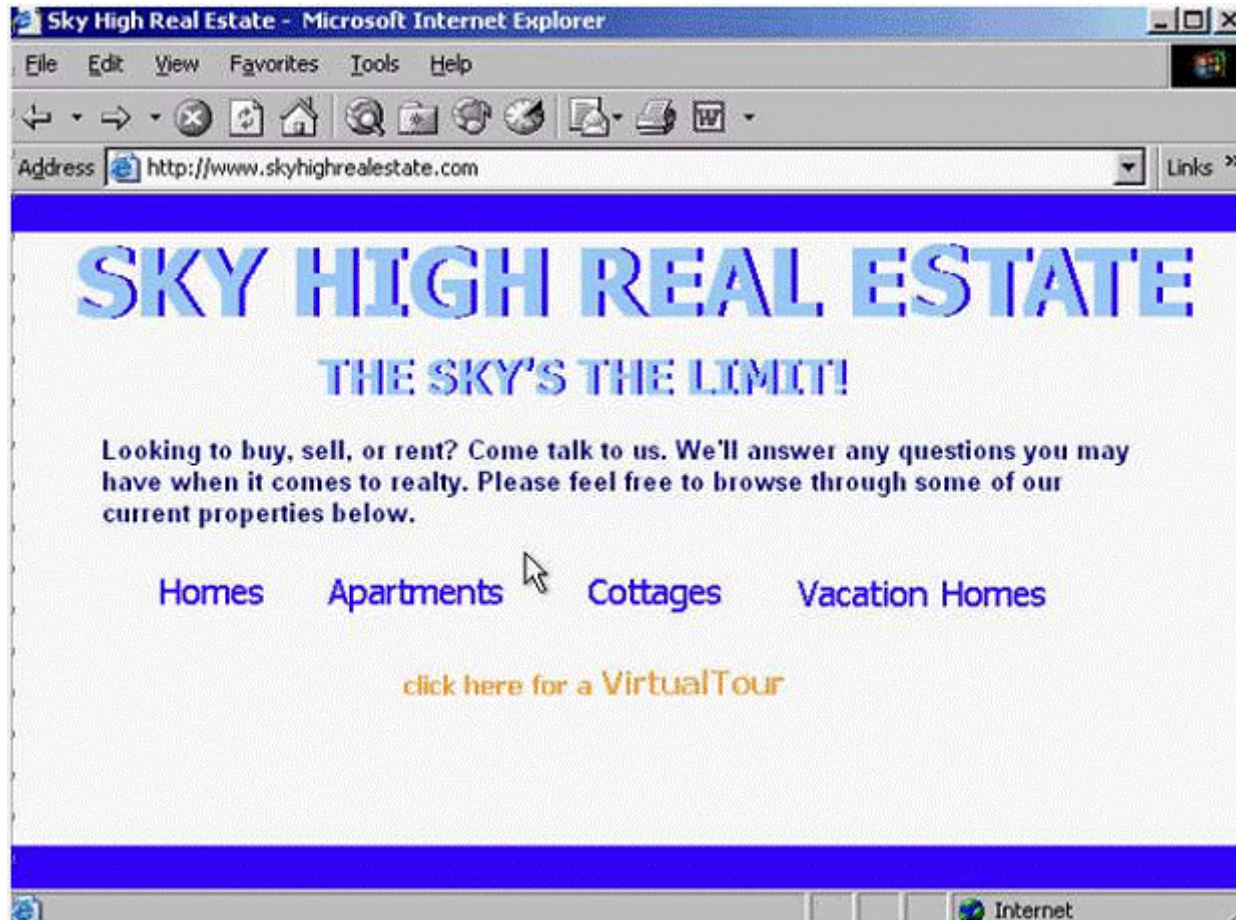 Sky High Real Estate - Microsoft Internet Explorer
File Edit View Favorites Tools Help
Address http://www.skyhighrealestate.com Links »
SKY HIGH REAL ESTATE
THE SKY'S THE LIMIT!
Looking to buy, sell, or rent? Come talk to us. We'll answer any questions you may
have when it comes to realty. Please feel free to browse through some of our
current properties below.
Homes Apartments Cottages Vacation Homes
click here for a VirtualTour
Internet